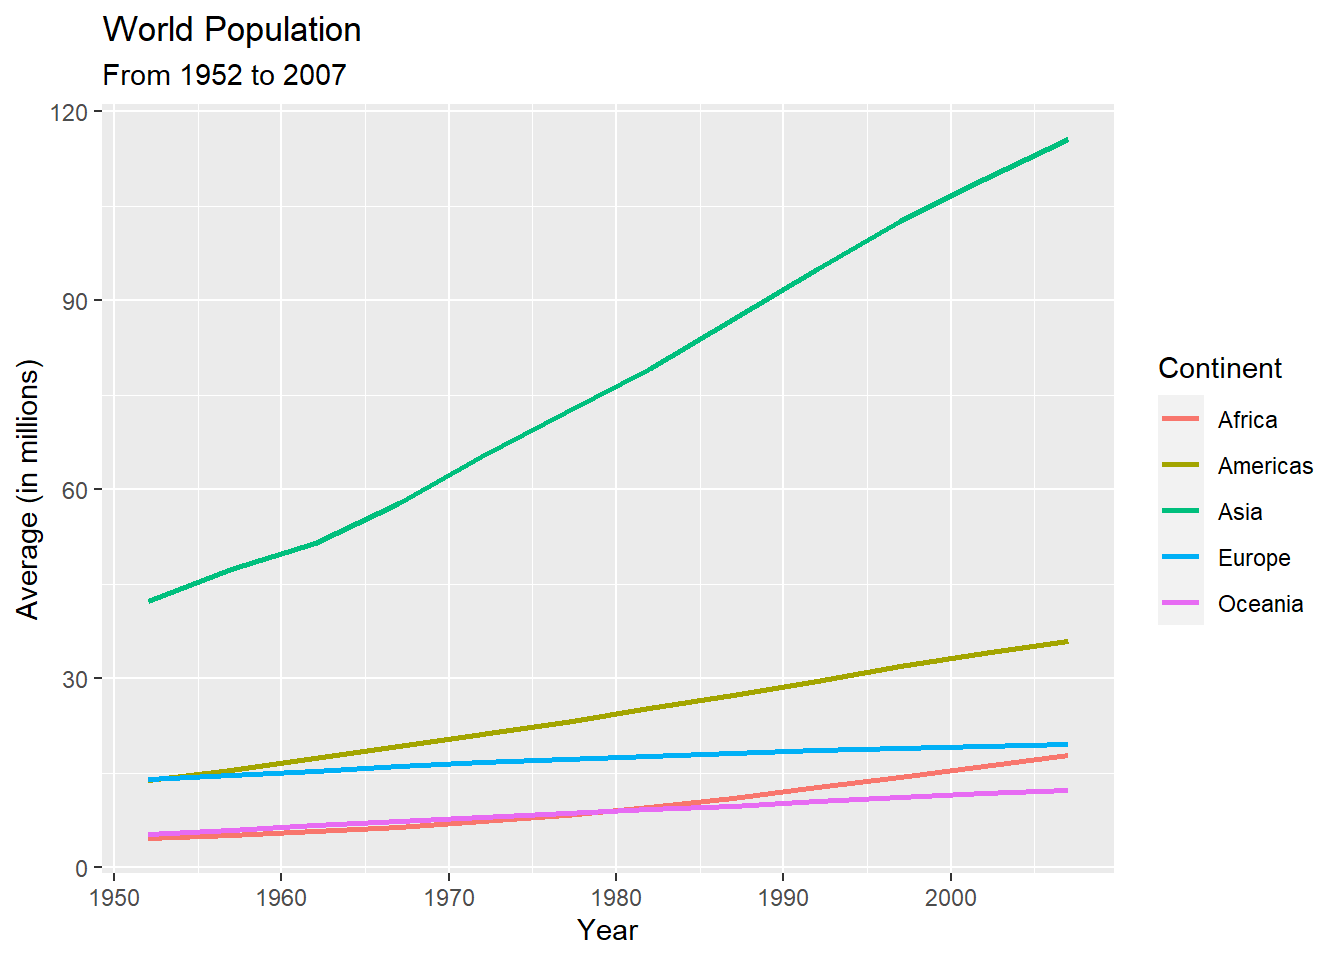 World Population
From 1952 to 2007
120
90
60
30
0
Average (in millions)
1950 1960 1970 1980 1990 2000
Year
Continent
Africa
Americas
Asia
Europe
Oceania